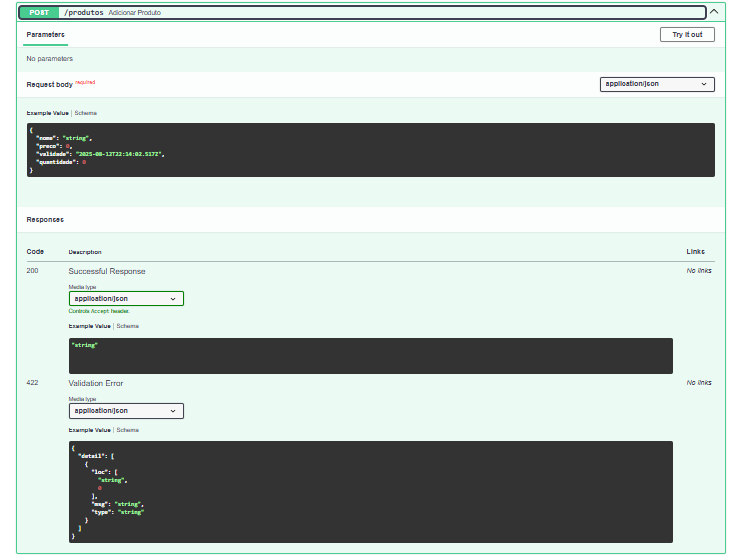 POST /produtos Adicionar Produto
Parameters
Try it out
No parameters
Request body required
application/json
Example Value | Schema
{
"nome": "string",
"preco": 0,
"validade": "2025-08-12T22:14:02.517Z",
"quantidade": 0
}
Responses
Code Description Links
200 Successful Response No links
Media type
application/json
Controls Accept header.
Example Value | Schema
"string"
422 Validation Error No links
Media type
application/json
Example Value | Schema
{
"detail": [
{
"loc": [
"string",
0
],
"msg": "string",
"type": "string"
}
]
}